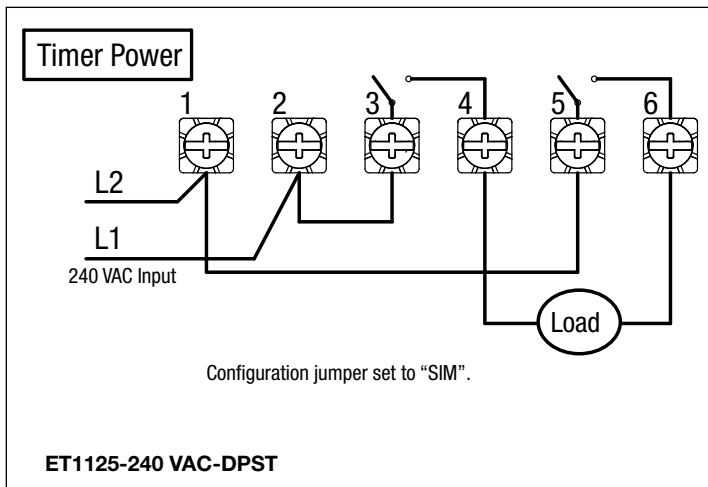 Timer Power
1 2 3 4 5 6
L2
L1
240 VAC Input
Load
Configuration jumper set to “SIM”.
ET1125-240 VAC-DPST